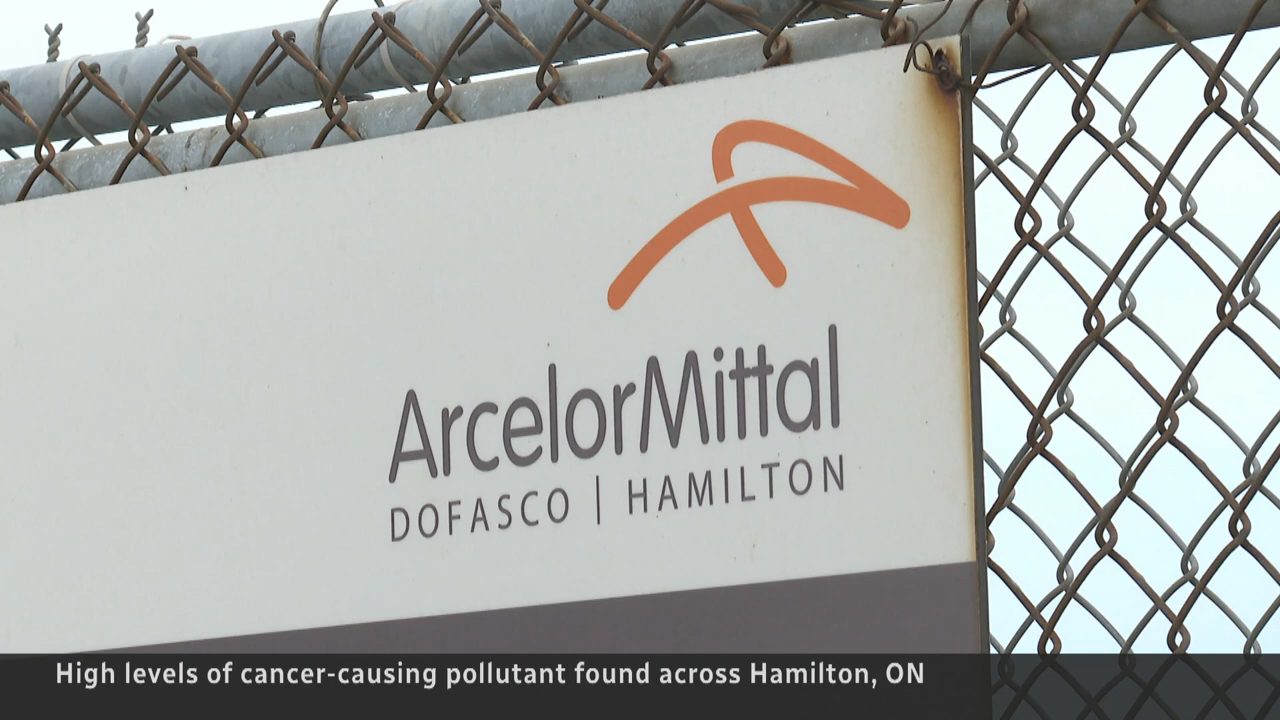 ArcelorMittal
DOFASCO | HAMILTON
High levels of cancer-causing pollutant found across Hamilton, ON